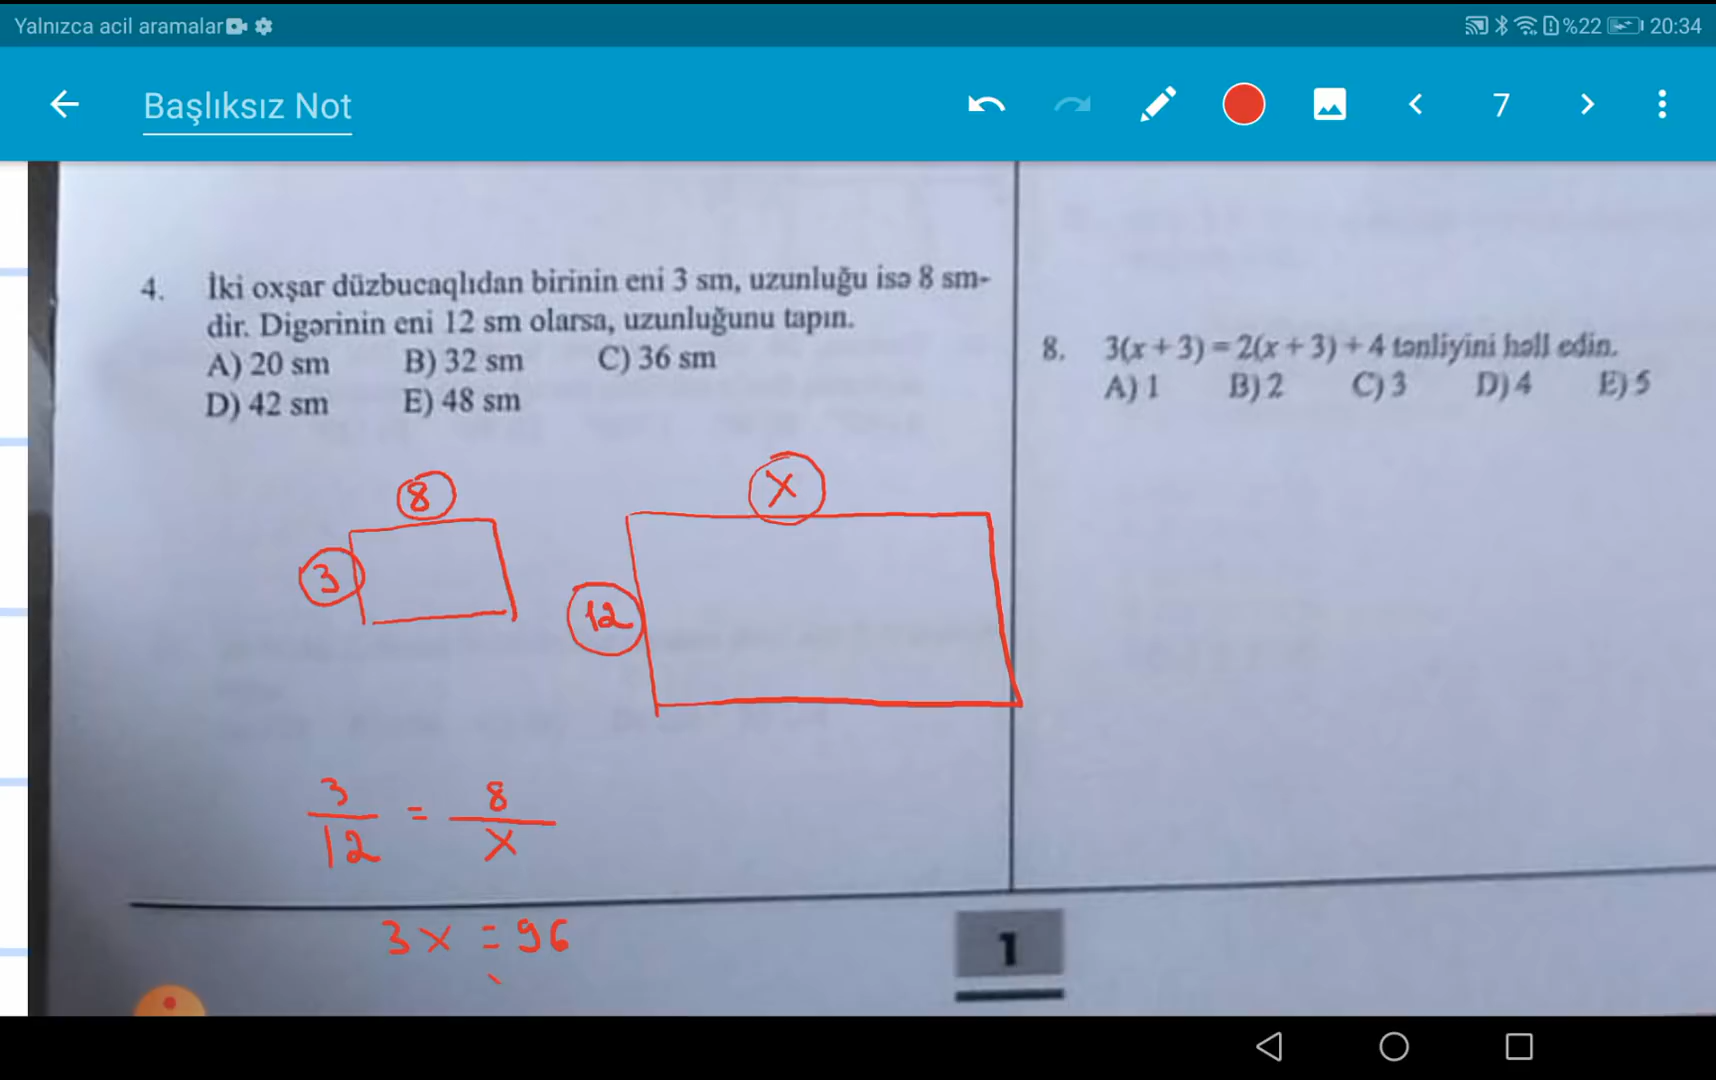 Yalnızca acil aramalar
%22 20:34
Başlıksız Not
7
4. İki oxşar düzbucaqlıdan birinin eni 3 sm, uzunluğu isə 8 sm-
dir. Digərinin eni 12 sm olarsa, uzunluğunu tapın.
A) 20 sm B) 32 sm C) 36 sm
D) 42 sm E) 48 sm
8
3
X
12
3/12 = 8/X
3x = 96
8. 3(x + 3) = 2(x + 3) + 4 tənliyini həll edin.
A) 1 B) 2 C) 3 D) 4 E) 5
1